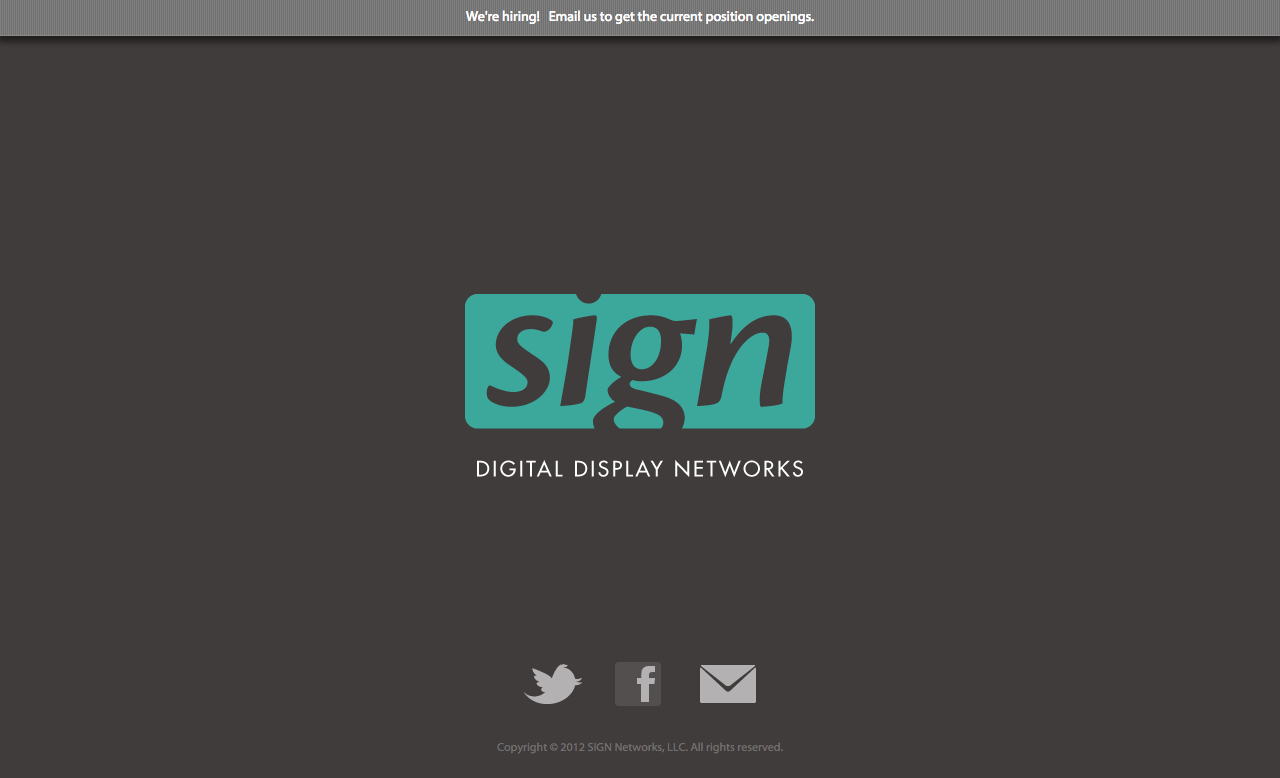 We're hiring! Email us to get the current position openings.
sign
DIGITAL DISPLAY NETWORKS
f
Copyright © 2012 SIGN Networks, LLC. All rights reserved.